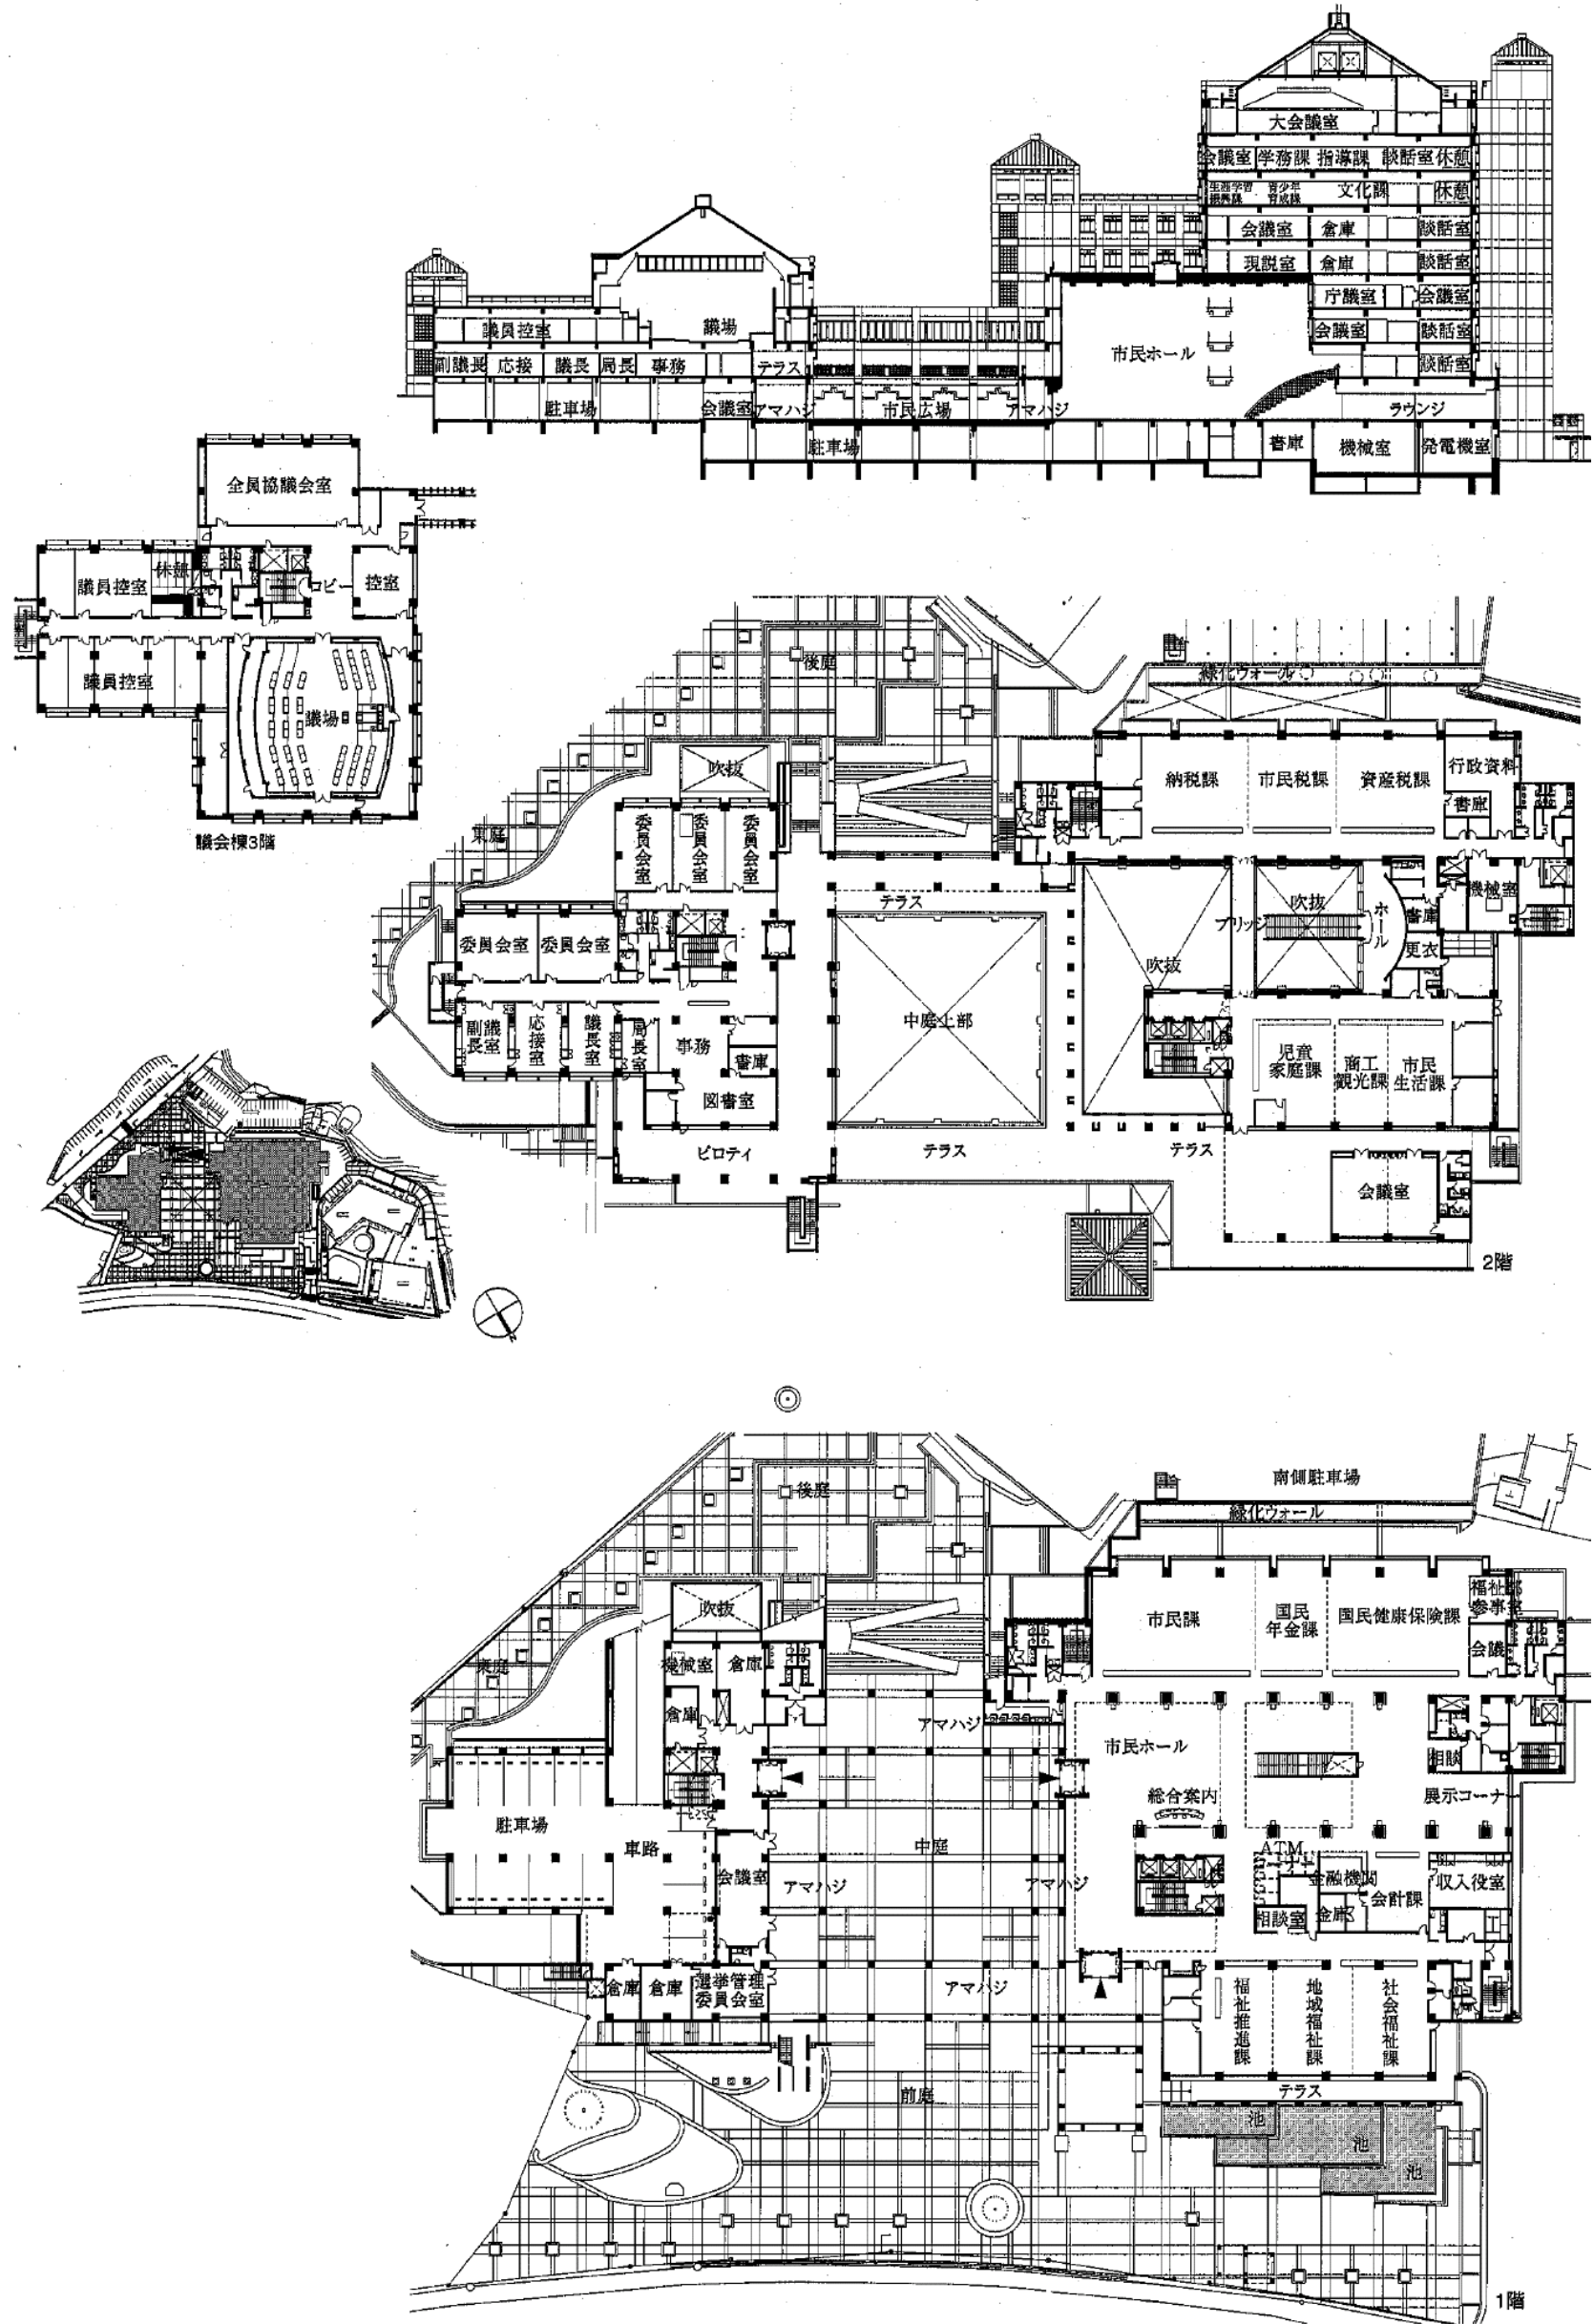 大会議室
会議室 学務課 指導課 談話室 休憩
生涯学習振興課 青少年育成課 文化課 休憩
会議室 倉庫 談話室
現説室 倉庫 談話室
庁議室 会議室
会議室 談話室
談話室
市民ホール
議員控室 議場
副議長 応接 議長 局長 事務 テラス
駐車場 会議室 アマハジ 市民広場 アマハジ ラウンジ
駐車場 書庫 機械室 発電機室
全員協議会室
議員控室 休憩 ロビー 控室
議員控室
議場
議会棟3階
後庭
緑化ウォール
吹抜
納税課 市民税課 資産税課 行政資料
書庫
東庭
委員会室 委員会室 委員会室
テラス
委員会室 委員会室
吹抜
ブリッジ
吹抜
ホール
書庫
機械室
更衣
副議長室 応接室 議長室 局長室 事務
書庫
図書室
中庭上部
児童家庭課 商工観光課 市民生活課
ピロティ
テラス
テラス
会議室
2階
後庭
南側駐車場
緑化ウォール
吹抜
市民課 国民年金課 国民健康保険課 福祉部参事室
会議
東庭
機械室 倉庫
倉庫
アマハジ
市民ホール
相談
総合案内
展示コーナー
駐車場
車路
会議室
アマハジ
中庭
アマハジ
ATM
金融機関
会計課
収入役室
相談室 金庫
倉庫 倉庫 選挙管理委員会室
アマハジ
福祉推進課 地域福祉課 社会福祉課
テラス
前庭
池
池
池
1階